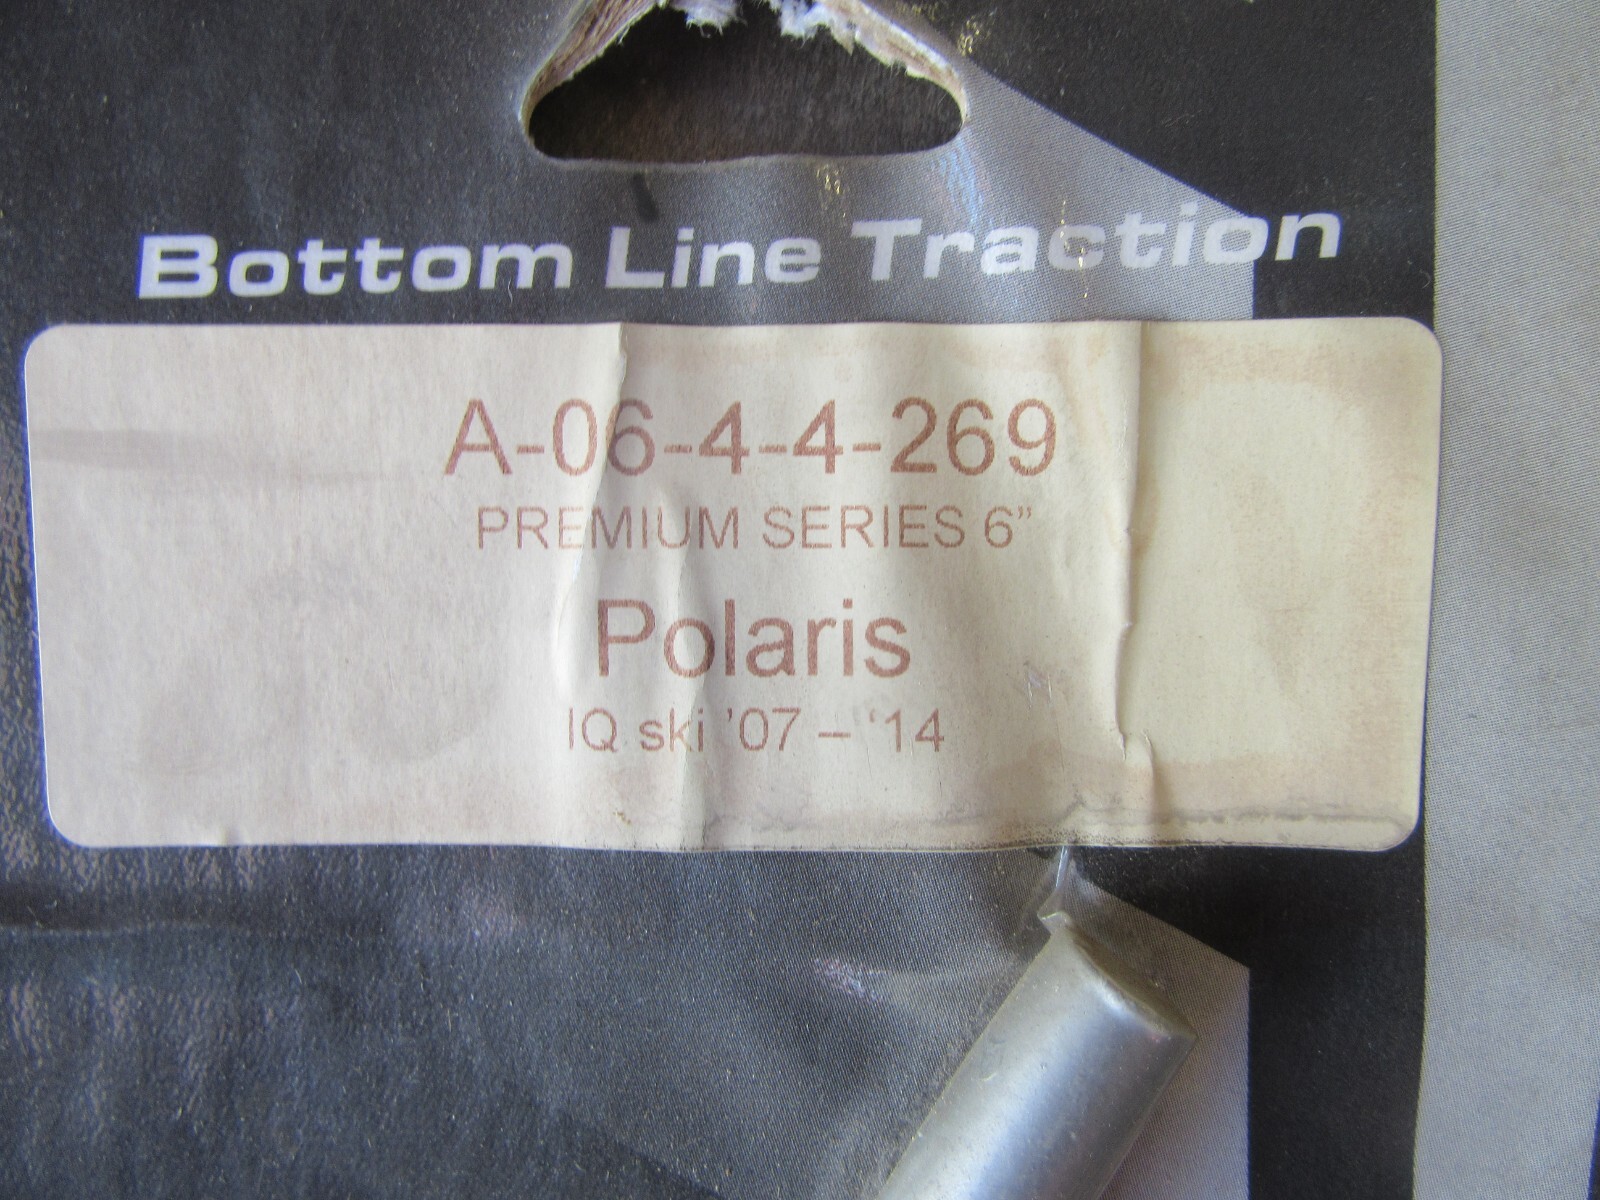 Bottom Line Traction
A-06-4-4-269
PREMIUM SERIES 6”
Polaris
IQ ski ’07 – ‘14